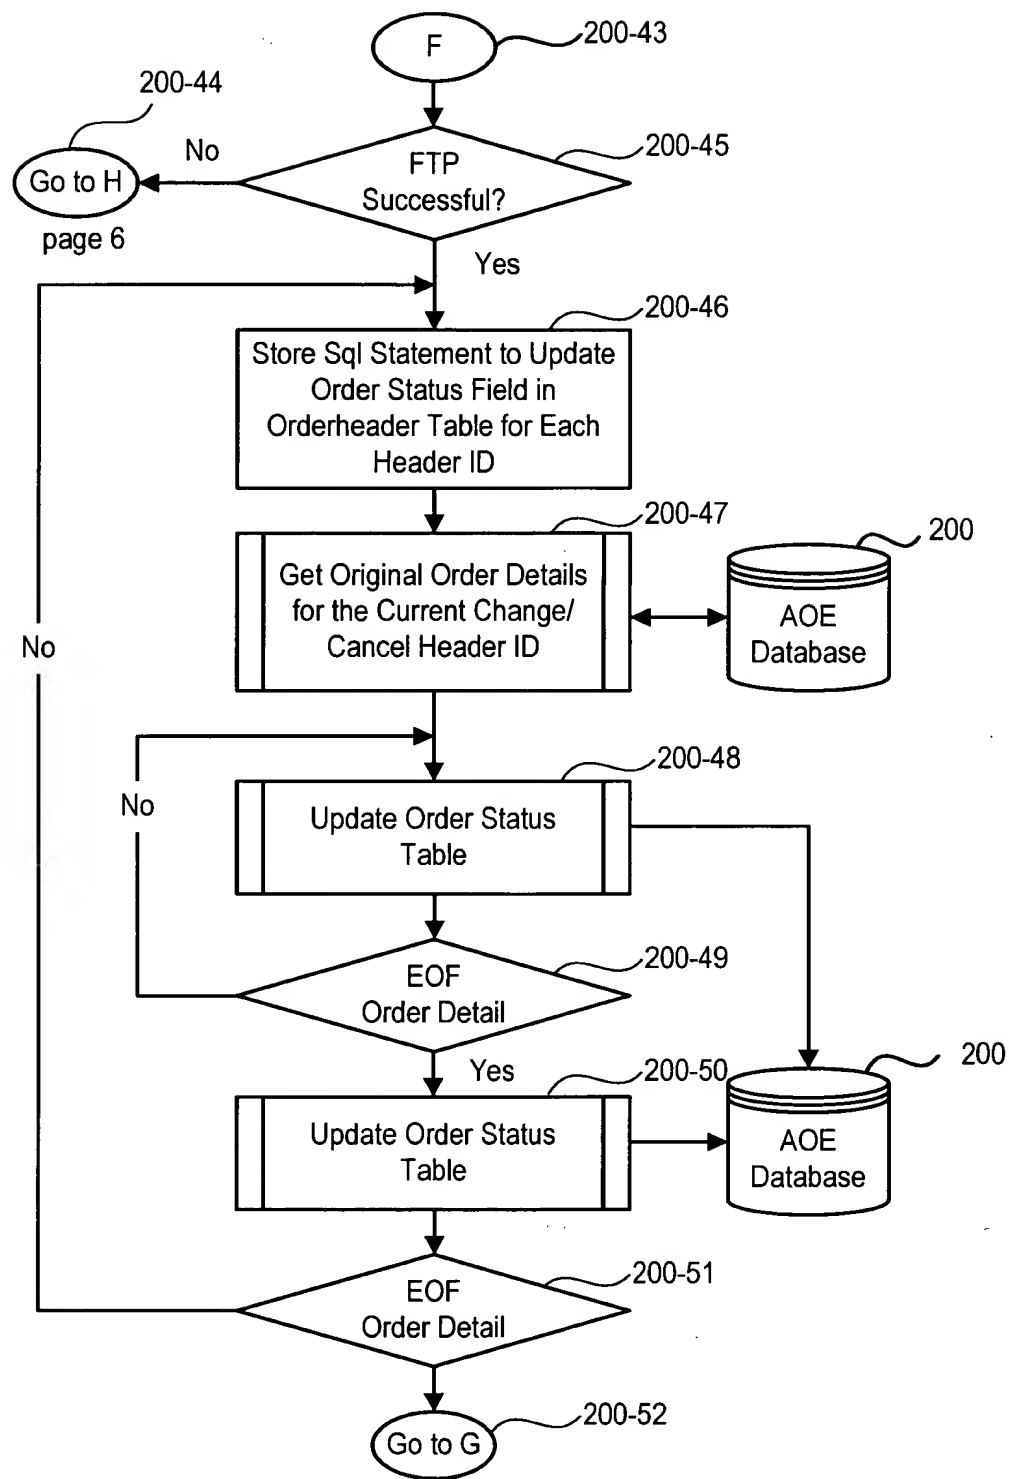 F
200-43
200-44
No
200-45
FTP
Successful?
Go to H
page 6
Yes
200-46
Store Sql Statement to Update
Order Status Field in
Orderheader Table for Each
Header ID
200-47
200
Get Original Order Details
for the Current Change/
Cancel Header ID
AOE
Database
No
200-48
No
Update Order Status
Table
200-49
EOF
Order Detail
Yes
200-50
200
Update Order Status
Table
AOE
Database
200-51
EOF
Order Detail
200-52
Go to G